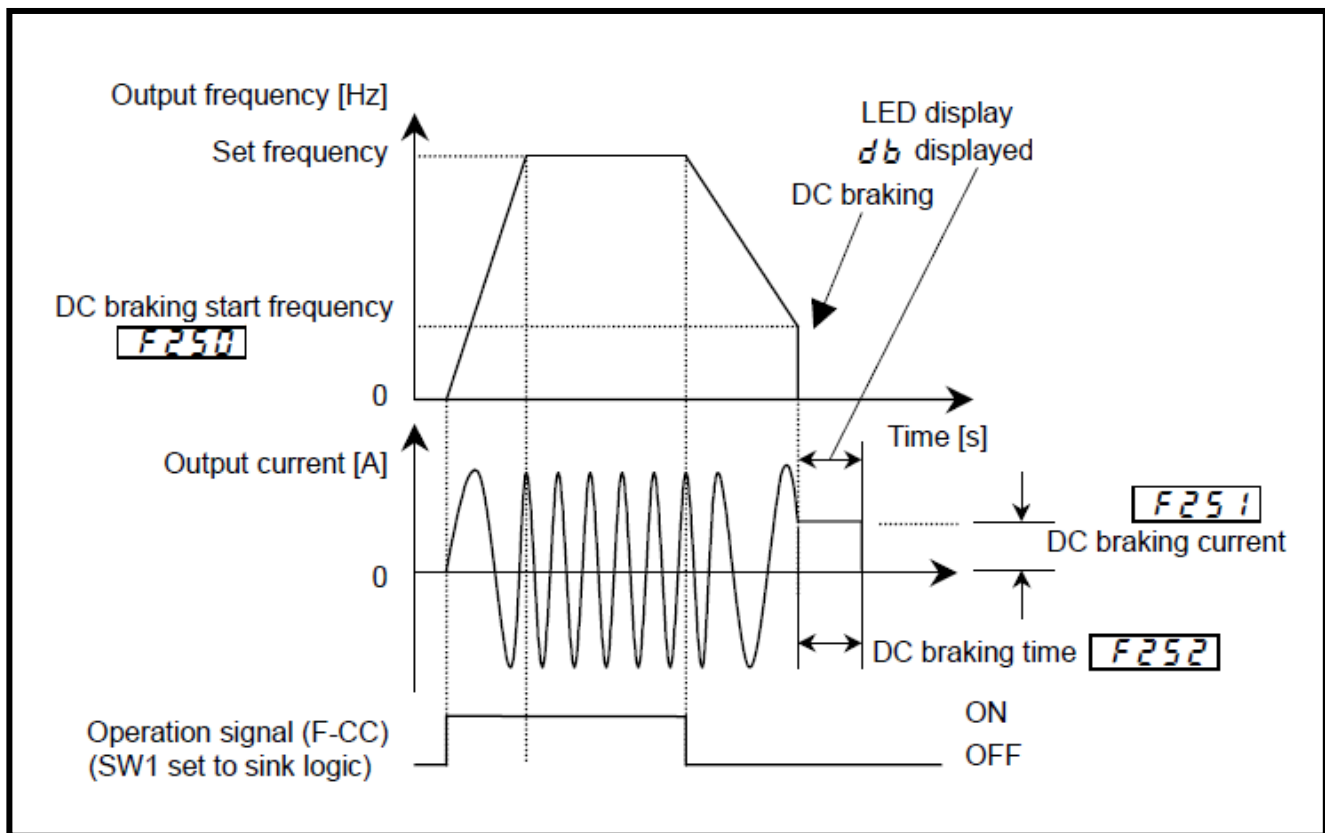 Output frequency [Hz]
Set frequency
LED display
db displayed
DC braking
DC braking start frequency
F250
0
Time [s]
Output current [A]
F251
DC braking current
0
DC braking time F252
Operation signal (F-CC)
(SW1 set to sink logic)
ON
OFF